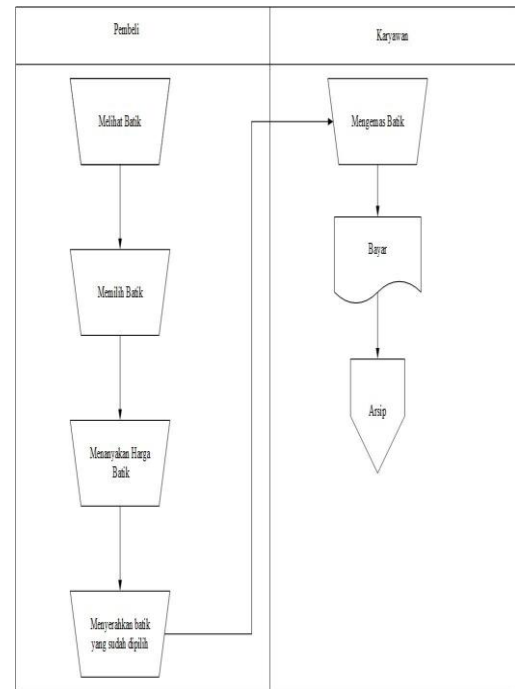 Pembeli
Karyawan
Melihat Batik
Memilih Batik
Menanyakan Harga
Batik
Menyerahkan batik
yang sudah dipilih
Mengemas Batik
Bayar
Arsip